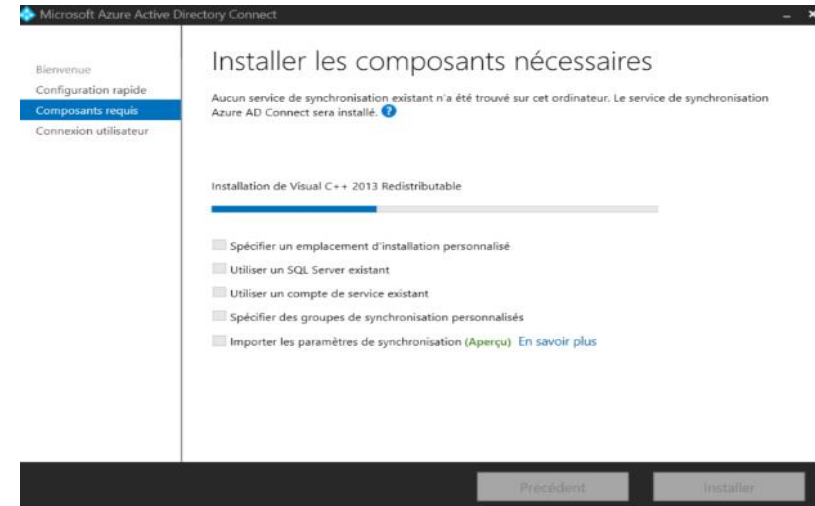 Microsoft Azure Active Directory Connect
Bienvenue
Configuration rapide
Composants requis
Connexion utilisateur
Installer les composants nécessaires
Aucun service de synchronisation existant n'a été trouvé sur cet ordinateur. Le service de synchronisation
Azure AD Connect sera installé. ?
Installation de Visual C++ 2013 Redistributable
Spécifier un emplacement d'installation personnalisé
Utiliser un SQL Server existant
Utiliser un compte de service existant
Spécifier des groupes de synchronisation personnalisés
Importer les paramètres de synchronisation (Aperçu) En savoir plus
Précédent
Installer